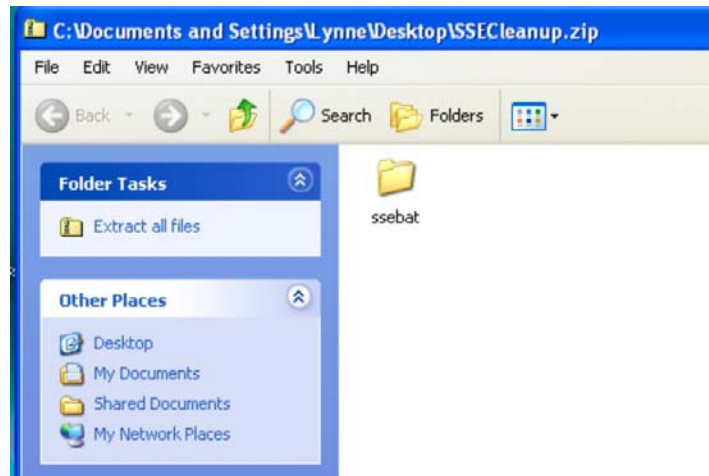 C:\Documents and Settings\Lynne\Desktop\SSECleanup.zip
File Edit View Favorites Tools Help
Back Search Folders
Folder Tasks
Extract all files
Other Places
Desktop
My Documents
Shared Documents
My Network Places
ssebat